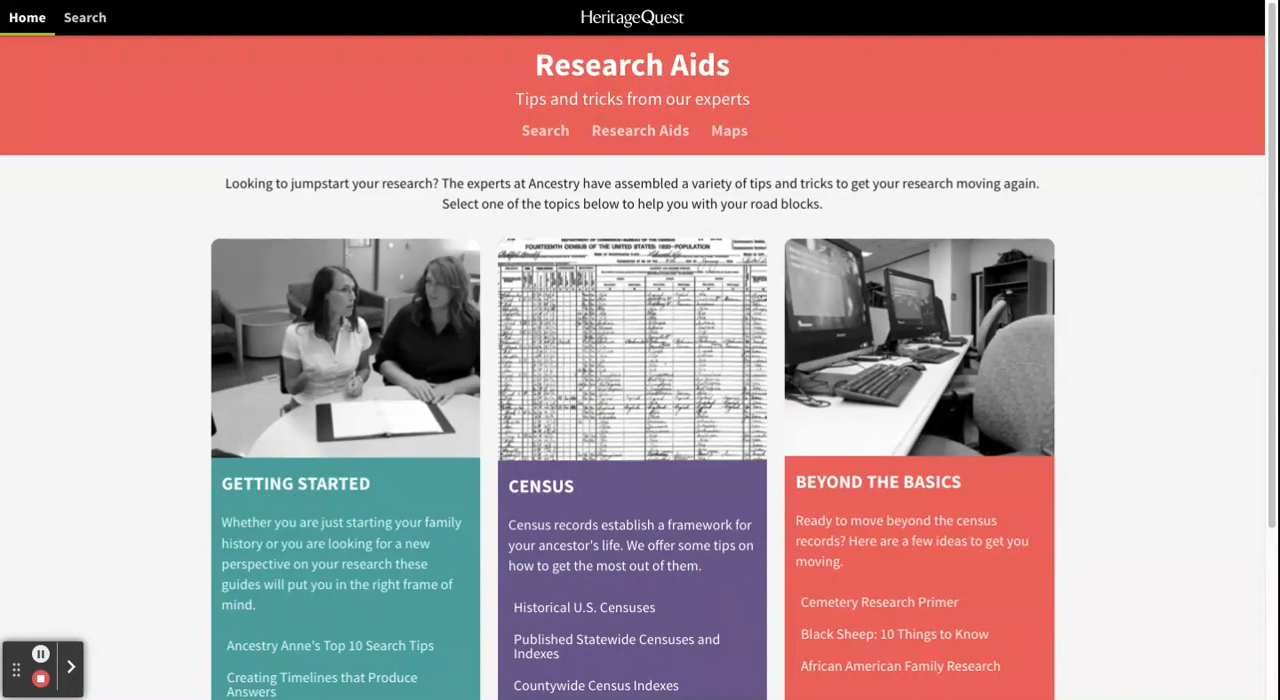 Home Search HeritageQuest
Research Aids
Tips and tricks from our experts
Search Research Aids Maps
Looking to jumpstart your research? The experts at Ancestry have assembled a variety of tips and tricks to get your research moving again.
Select one of the topics below to help you with your road blocks.
FOURTEENTH CENSUS OF THE UNITED STATES: 1920—POPULATION
GETTING STARTED
Whether you are just starting your family
history or you are looking for a new
perspective on your research these
guides will put you in the right frame of
mind.
Ancestry Anne's Top 10 Search Tips
Creating Timelines that Produce
Answers
CENSUS
Census records establish a framework for
your ancestor's life. We offer some tips on
how to get the most out of them.
Historical U.S. Censuses
Published Statewide Censuses and
Indexes
Countywide Census Indexes
BEYOND THE BASICS
Ready to move beyond the census
records? Here are a few ideas to get you
moving.
Cemetery Research Primer
Black Sheep: 10 Things to Know
African American Family Research